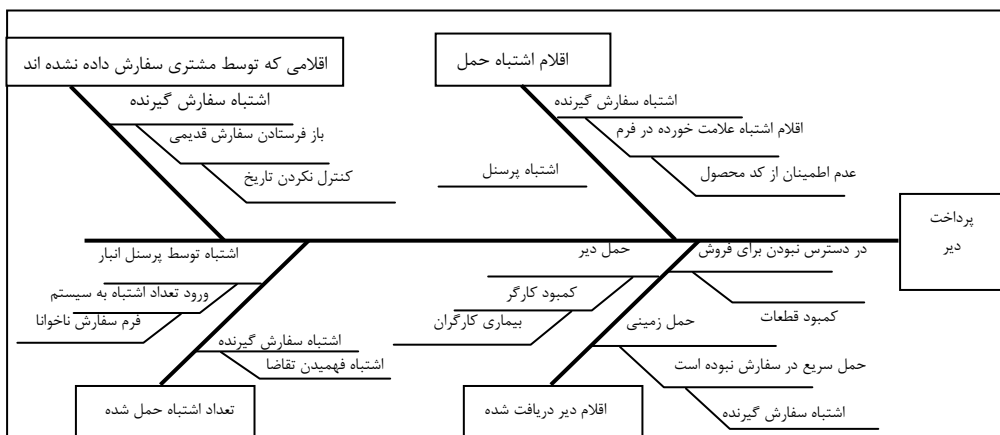 اقلام اشتباه حمل
اقلامی که توسط مشتری سفارش داده نشده اند
اشتباه سفارش گیرنده
اقلام اشتباه علامت خورده در فرم
عدم اطمینان از کد محصول
اشتباه پرسنل
اشتباه سفارش گیرنده
باز فرستادن سفارش قدیمی
کنترل نکردن تاریخ
پرداخت
دیر
در دسترس نبودن برای فروش
کمبود قطعات
حمل دیر
کمبود کارگر
بیماری کارگران
حمل زمینی
حمل سریع در سفارش نبوده است
اشتباه سفارش گیرنده
اشتباه توسط پرسنل انبار
ورود تعداد اشتباه به سیستم
فرم سفارش ناخوانا
اشتباه سفارش گیرنده
اشتباه فهمیدن تقاضا
اقلام دیر دریافت شده
تعداد اشتباه حمل شده